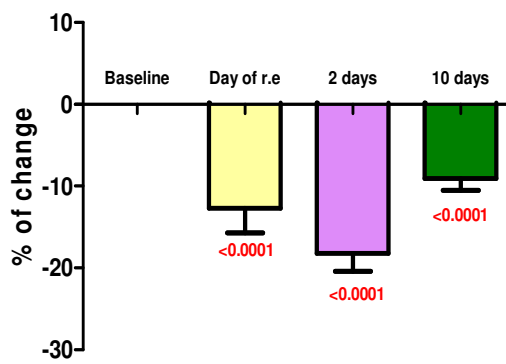 % of change
10
0
-10
-20
-30
Baseline
Day of r.e
2 days
10 days
<0.0001
<0.0001
<0.0001